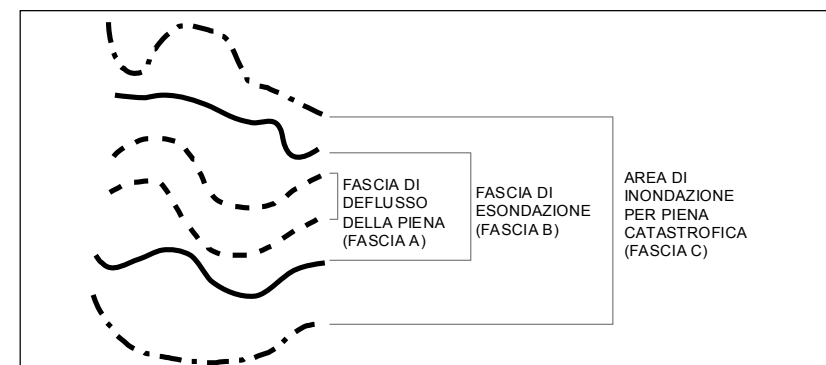 FASCIA DI
DEFLUSSO
DELLA PIENA
(FASCIA A)
FASCIA DI
ESONDAZIONE
(FASCIA B)
AREA DI
INONDAZIONE
PER PIENA
CATASTROFICA
(FASCIA C)